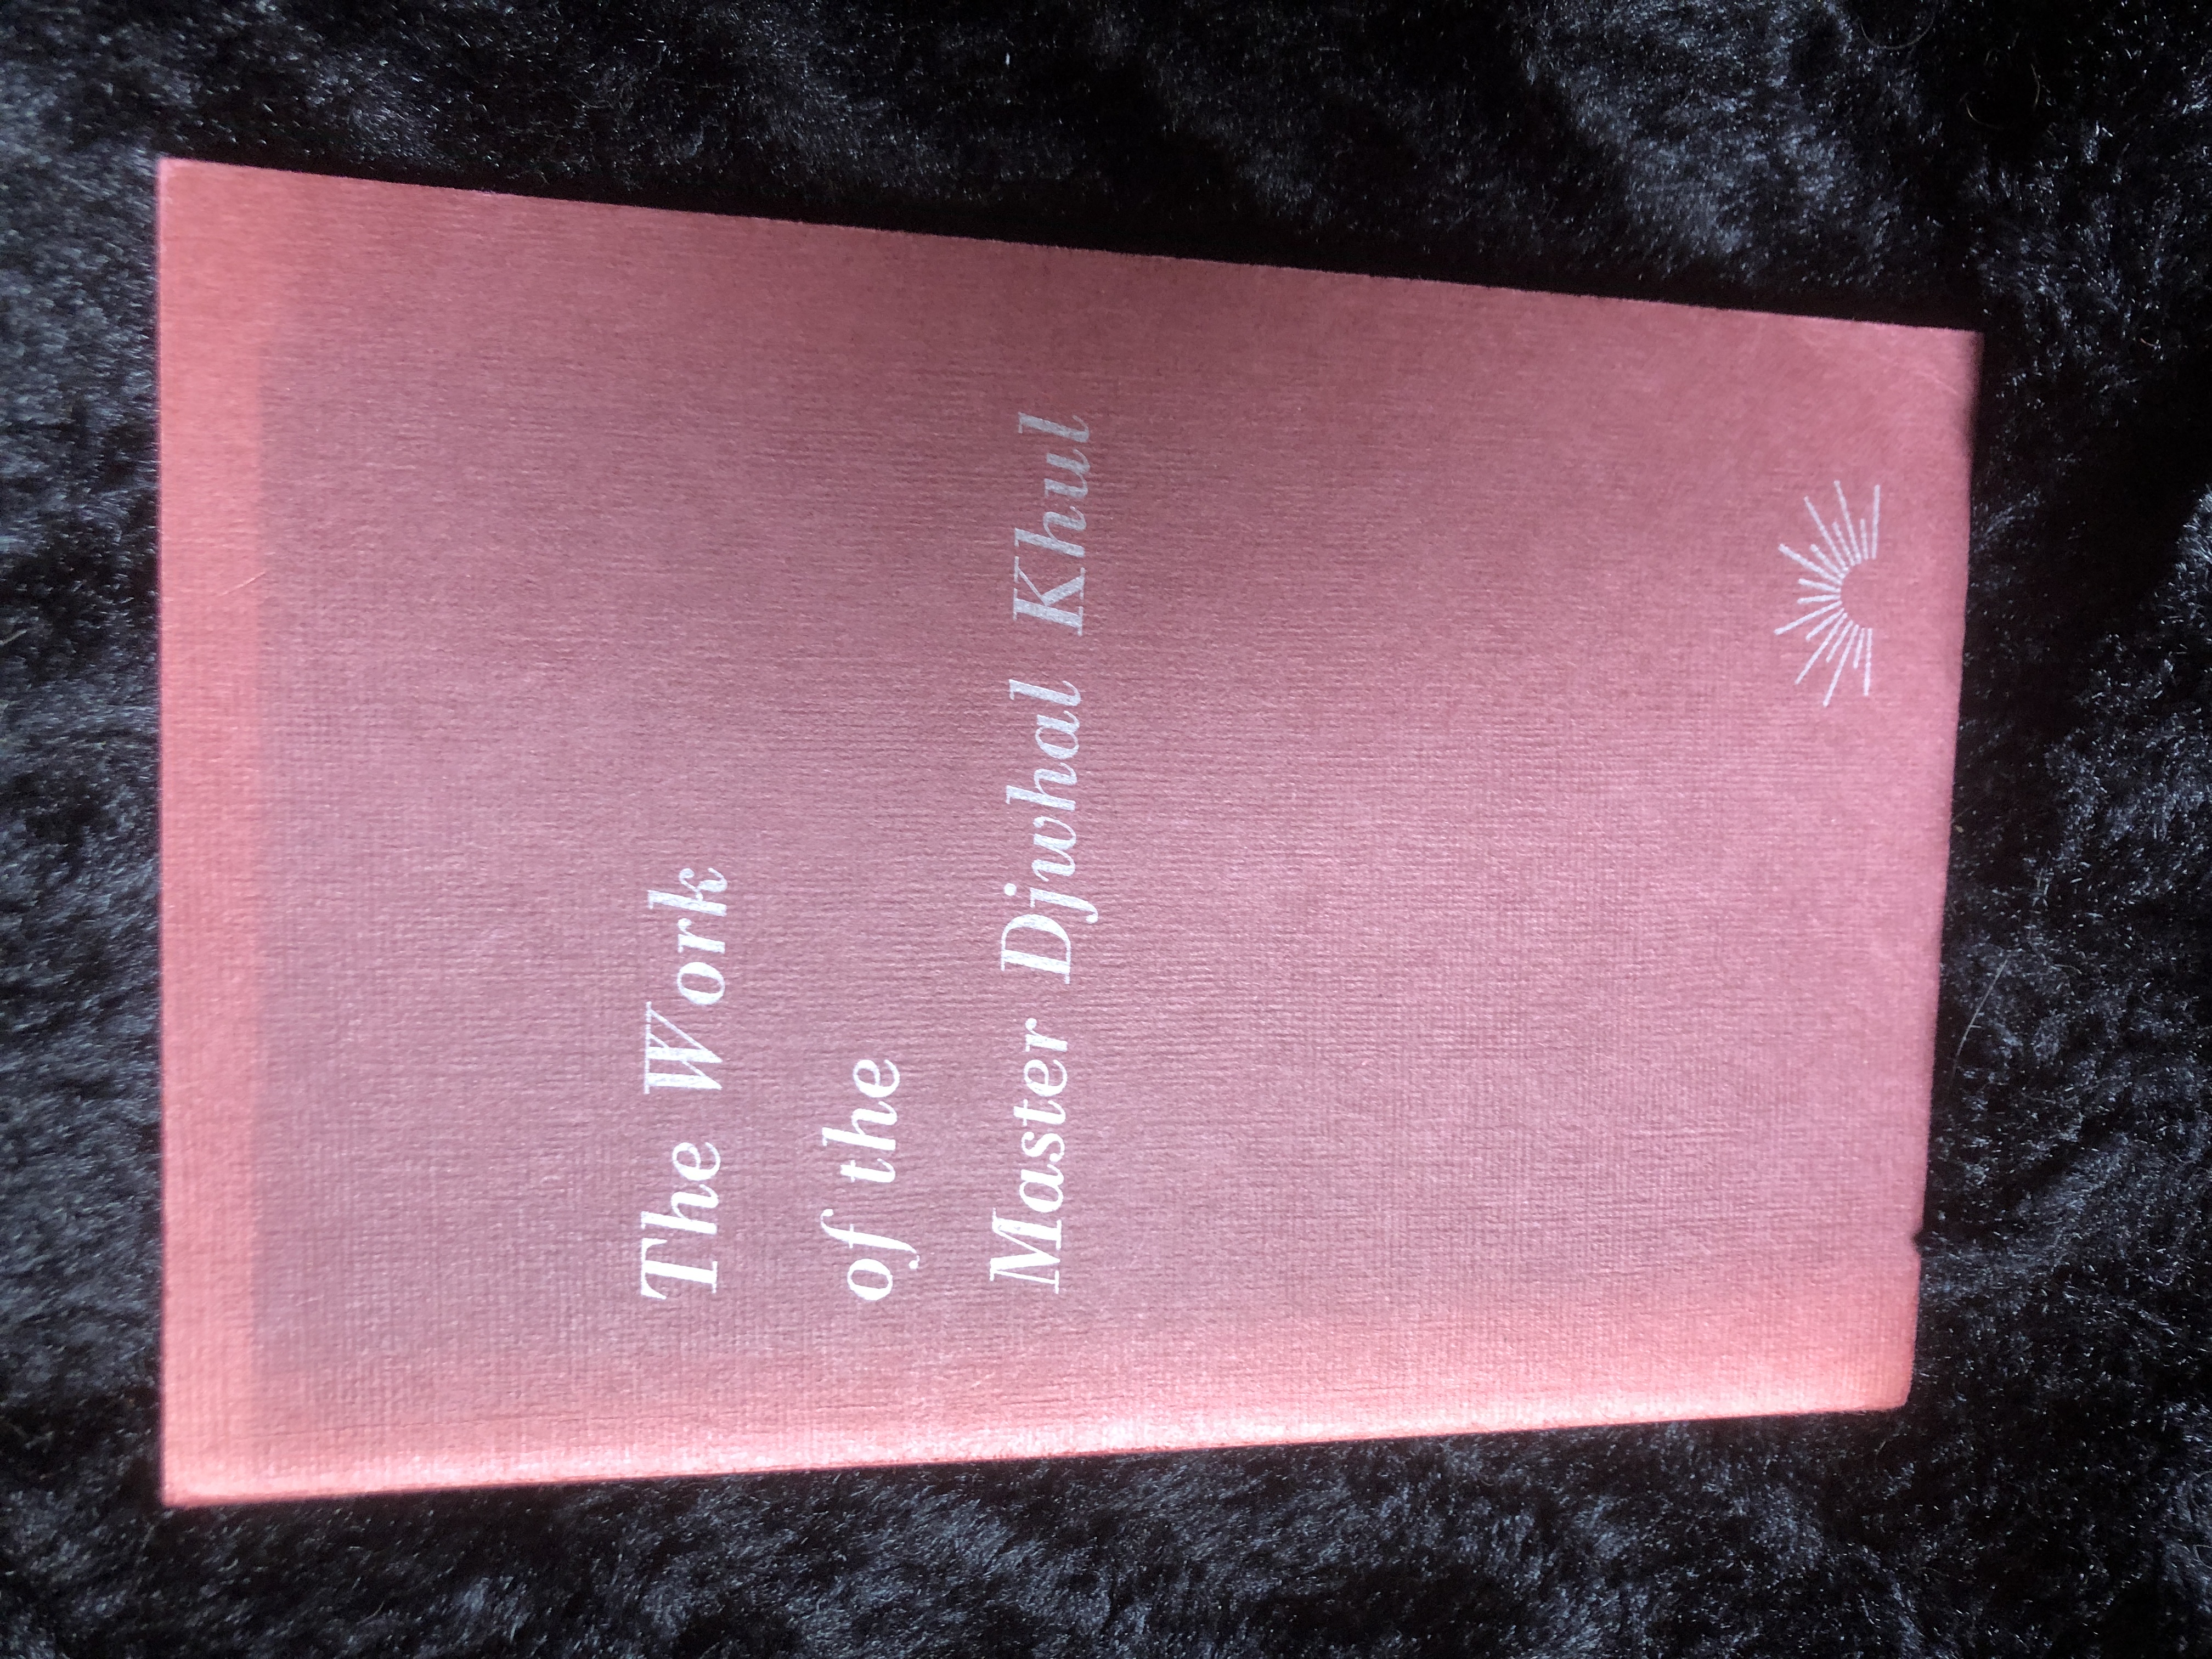 The Work
of the
Master Djwhal Khul